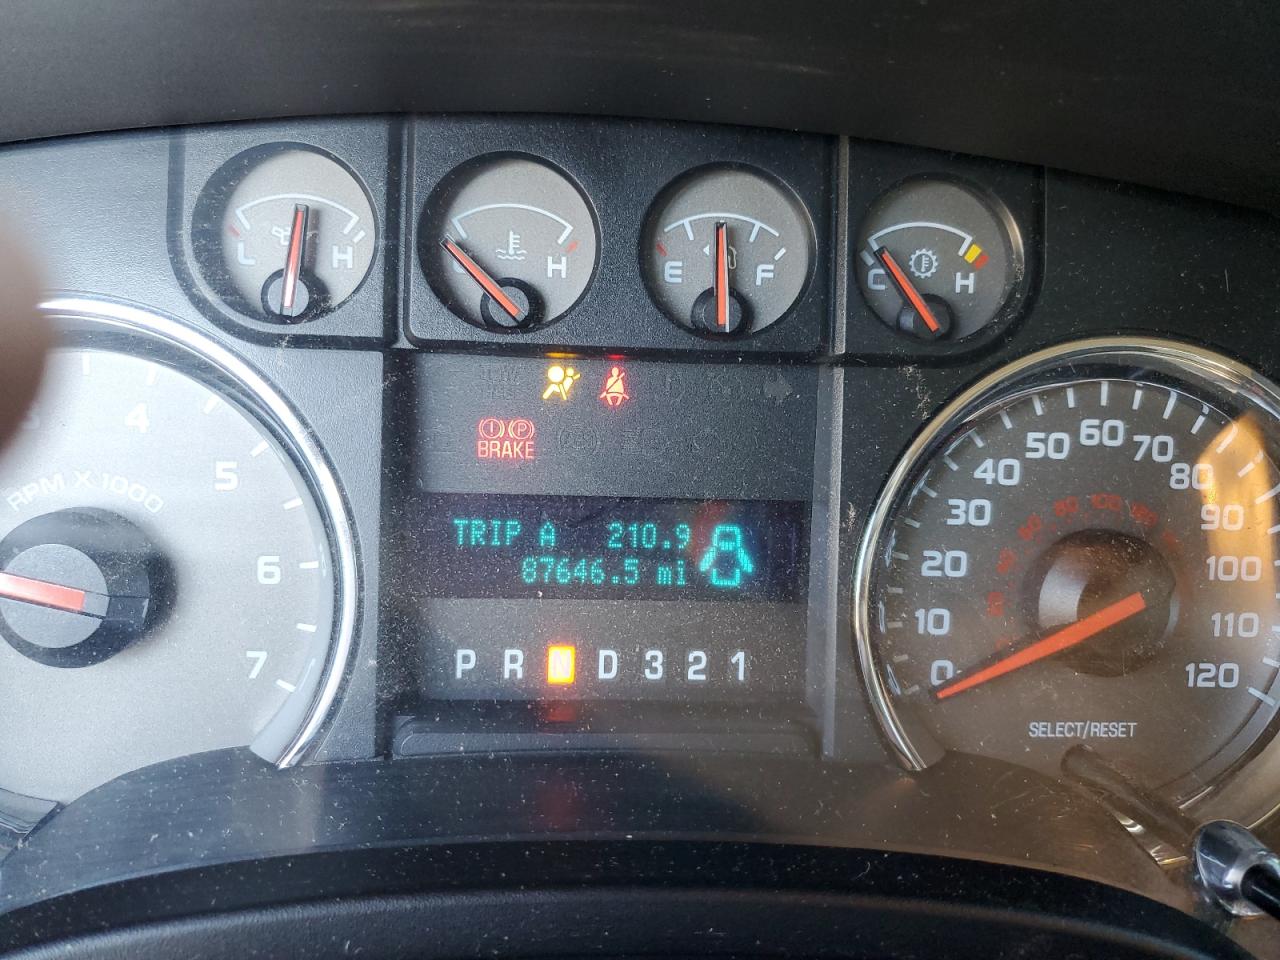 L H
H
E F
C H
BRAKE
4
5
6
7
RPM X 1000
TRIP A 210.9
87646.5 mi
P R N D 3 2 1
0
10
20
30
40
50
60
70
80
90
100
110
120
SELECT/RESET